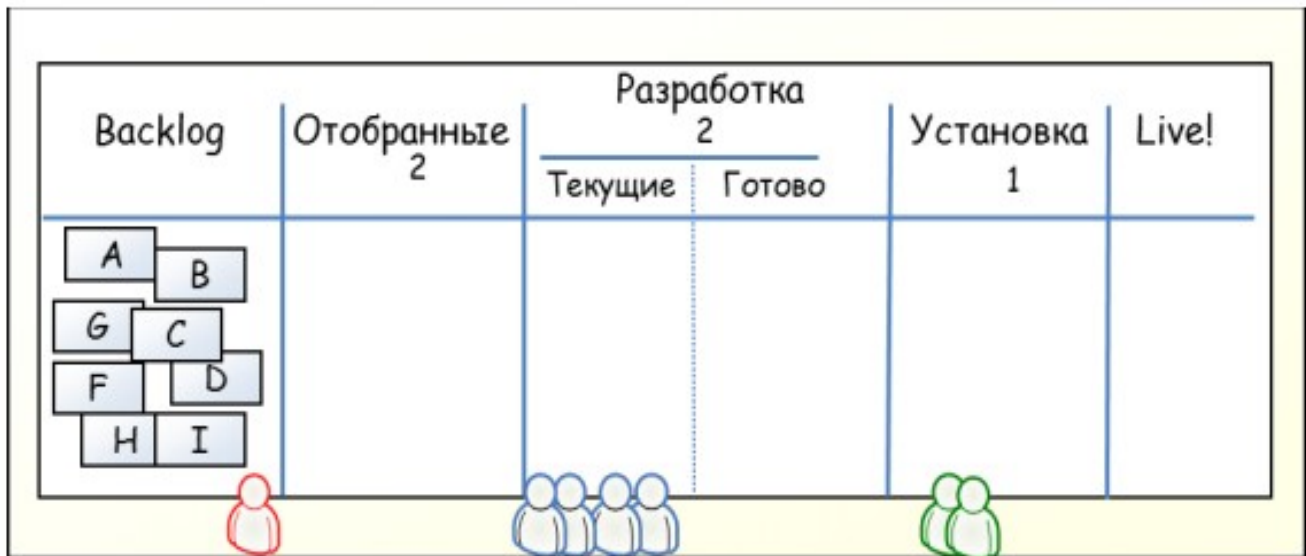 Backlog
Отобранные
2
Разработка
2
Текущие
Готово
Установка
1
Live!
A
B
G
C
F
D
H
I